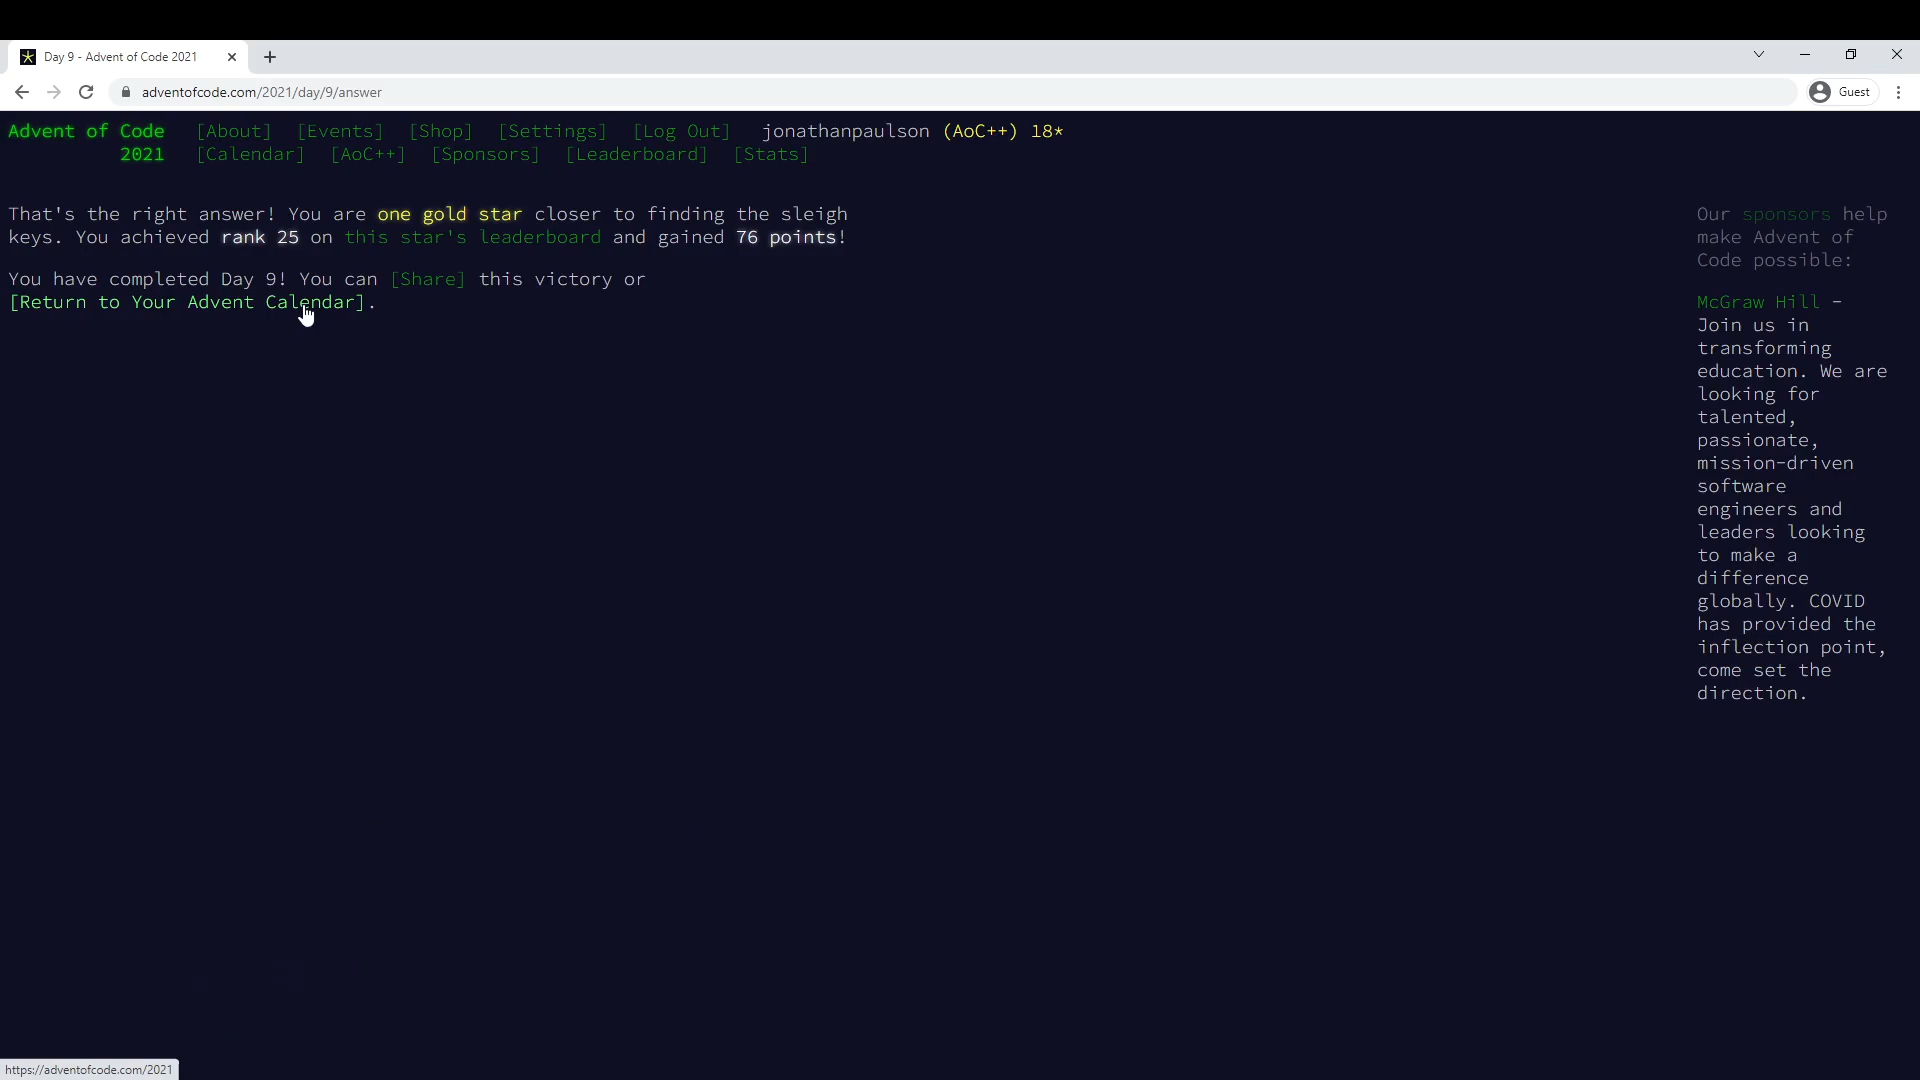 Day 9 - Advent of Code 2021
adventofcode.com/2021/day/9/answer
Guest
Advent of Code [About] [Events] [Shop] [Settings] [Log Out] jonathanpaulson (AoC++) 18*
2021 [Calendar] [AoC++] [Sponsors] [Leaderboard] [Stats]
That's the right answer! You are one gold star closer to finding the sleigh
keys. You achieved rank 25 on this star's leaderboard and gained 76 points!
You have completed Day 9! You can [Share] this victory or
[Return to Your Advent Calendar].
Our sponsors help
make Advent of
Code possible:
McGraw Hill -
Join us in
transforming
education. We are
looking for
talented,
passionate,
mission-driven
software
engineers and
leaders looking
to make a
difference
globally. COVID
has provided the
inflection point,
come set the
direction.
https://adventofcode.com/2021